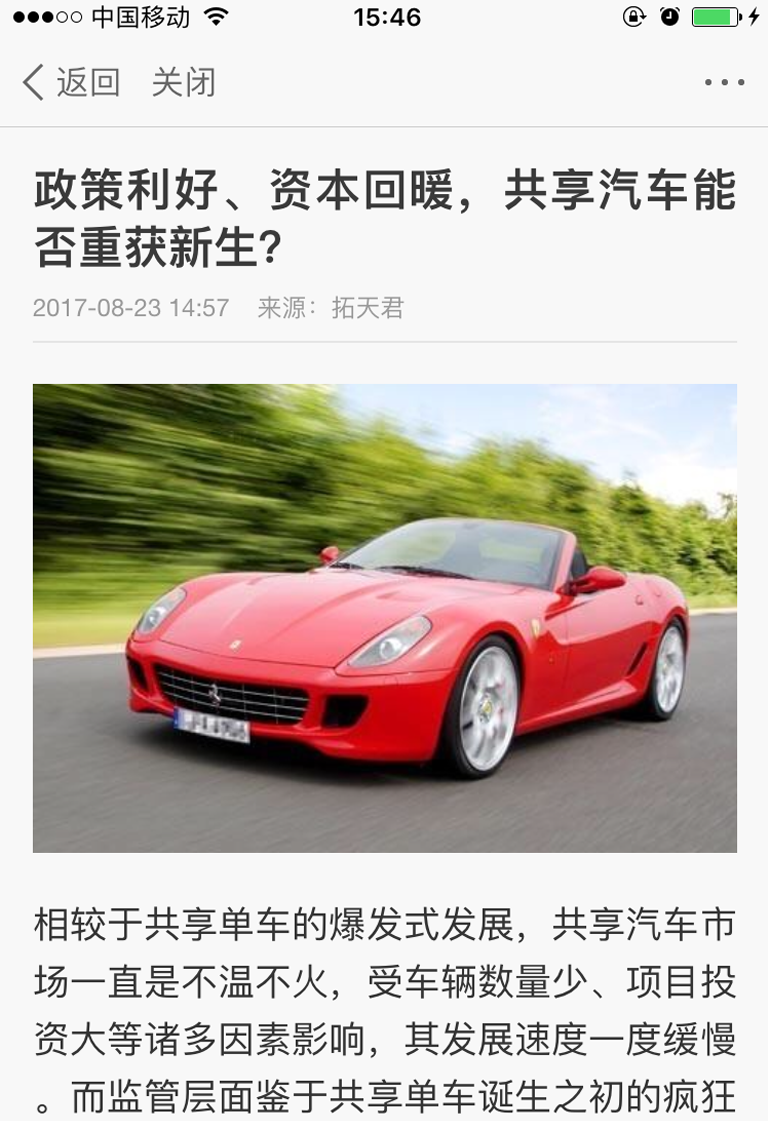 中国移动
15:46
返回 关闭
政策利好、资本回暖，共享汽车能
否重获新生？
2017-08-23 14:57 来源：拓天君
相较于共享单车的爆发式发展，共享汽车市
场一直是不温不火，受车辆数量少、项目投
资大等诸多因素影响，其发展速度一度缓慢
。而监管层面鉴于共享单车诞生之初的疯狂